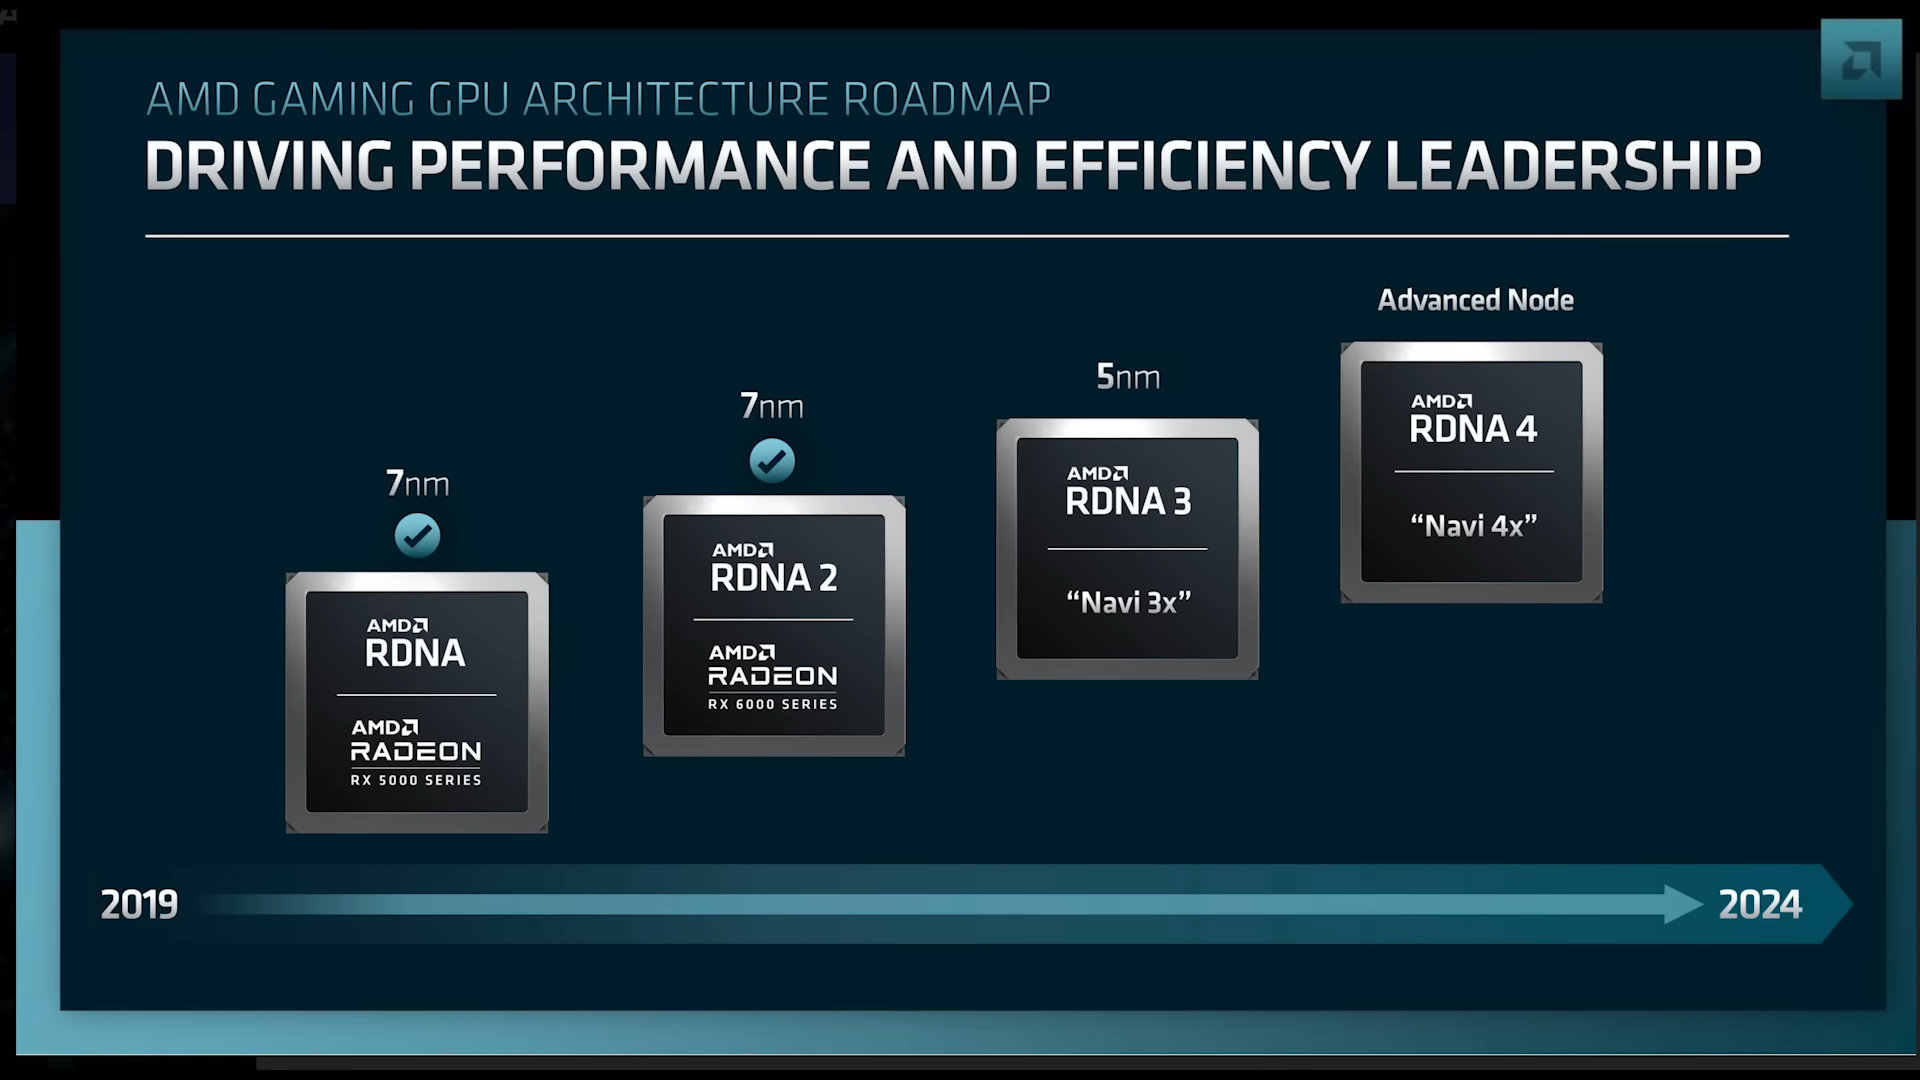 AMD GAMING GPU ARCHITECTURE ROADMAP
DRIVING PERFORMANCE AND EFFICIENCY LEADERSHIP
7nm
AMD
RDNA
AMD
RADEON
RX 5000 SERIES
7nm
AMD
RDNA 2
AMD
RADEON
RX 6000 SERIES
5nm
AMD
RDNA 3
“Navi 3x”
Advanced Node
AMD
RDNA 4
“Navi 4x”
2019
2024